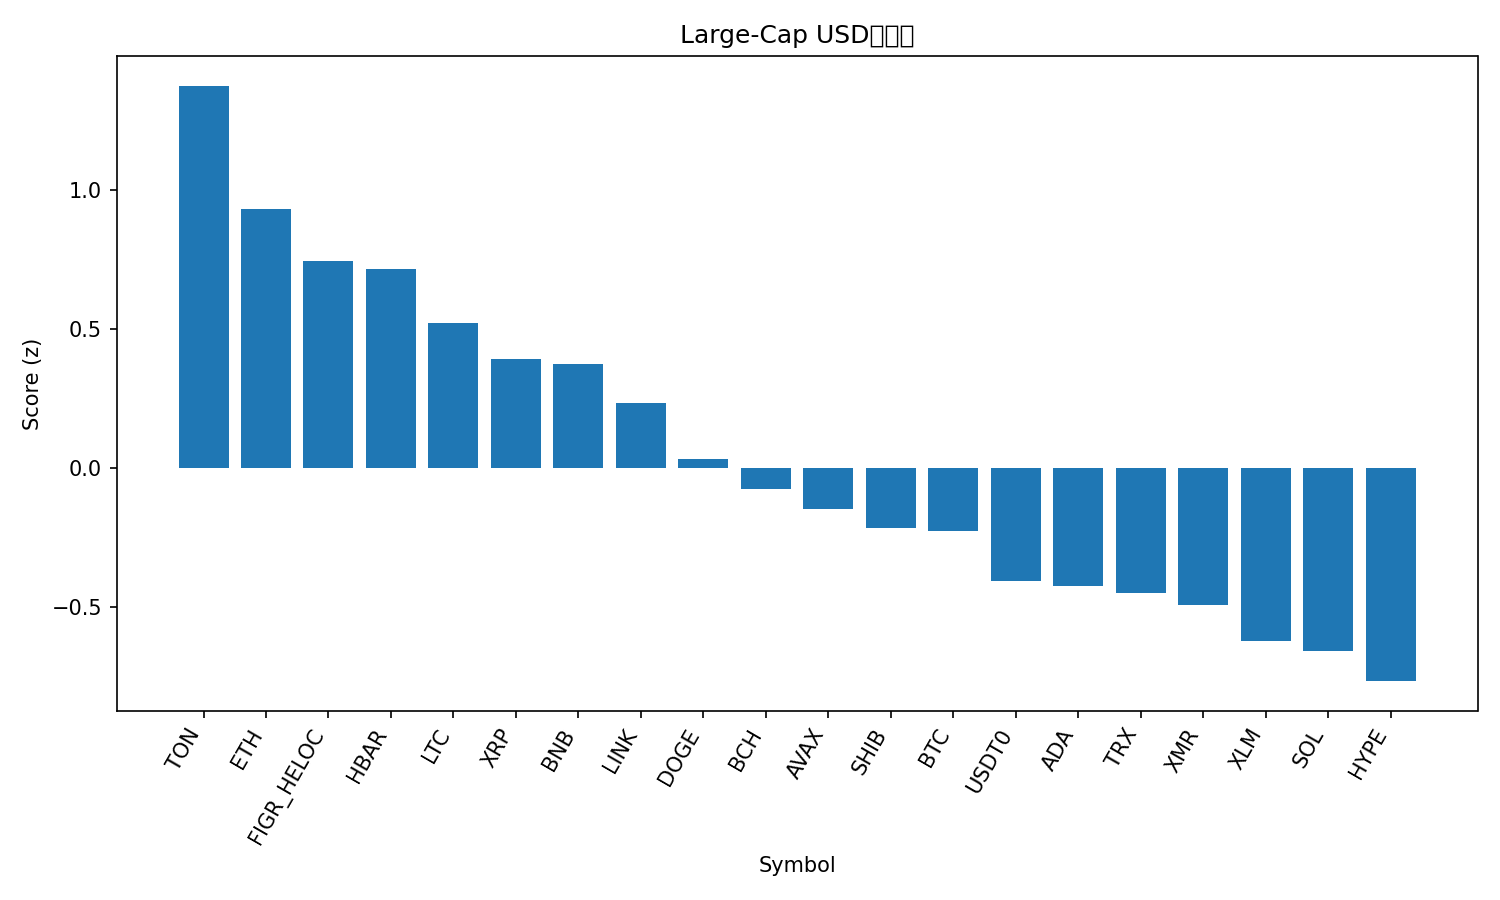 Large-Cap USD
Score (z)
1.0
0.5
0.0
−0.5
TON
ETH
FIGR_HELOC
HBAR
LTC
XRP
BNB
LINK
DOGE
BCH
AVAX
SHIB
BTC
USDT0
ADA
TRX
XMR
XLM
SOL
HYPE
Symbol